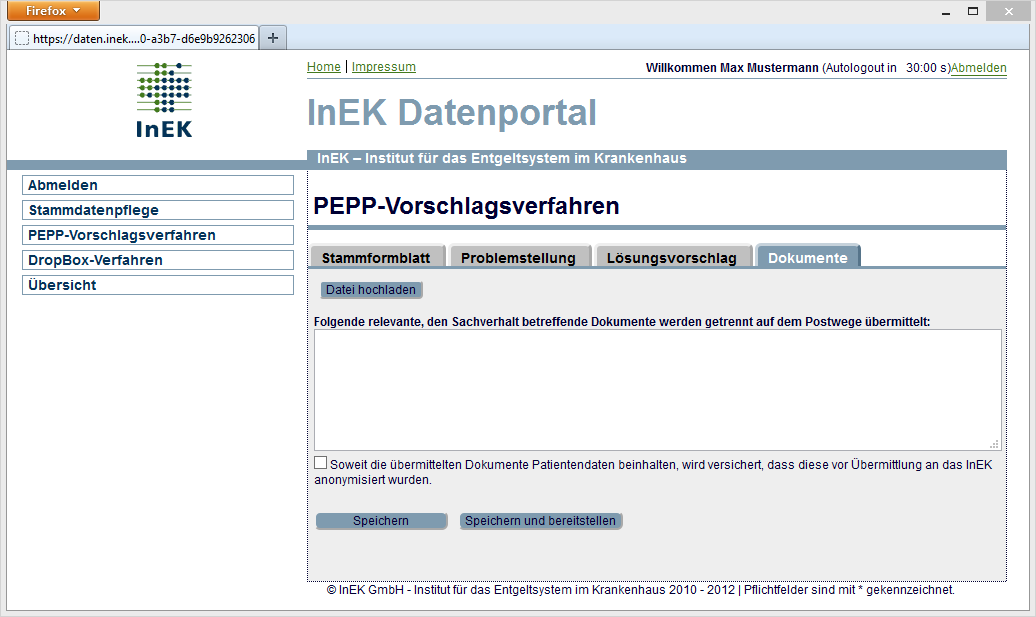 Firefox
https://daten.inek....0-a3b7-d6e9b9262306
Home | Impressum
Willkommen Max Mustermann (Autologout in 30:00 s)Abmelden
InEK
InEK Datenportal
InEK – Institut für das Entgeltsystem im Krankenhaus
Abmelden
Stammdatenpflege
PEPP-Vorschlagsverfahren
DropBox-Verfahren
Übersicht
PEPP-Vorschlagsverfahren
Stammformblatt Problemstellung Lösungsvorschlag Dokumente
Datei hochladen
Folgende relevante, den Sachverhalt betreffende Dokumente werden getrennt auf dem Postwege übermittelt:
Soweit die übermittelten Dokumente Patientendaten beinhalten, wird versichert, dass diese vor Übermittlung an das InEK
anonymisiert wurden.
Speichern Speichern und bereitstellen
© InEK GmbH - Institut für das Entgeltsystem im Krankenhaus 2010 - 2012 | Pflichtfelder sind mit * gekennzeichnet.